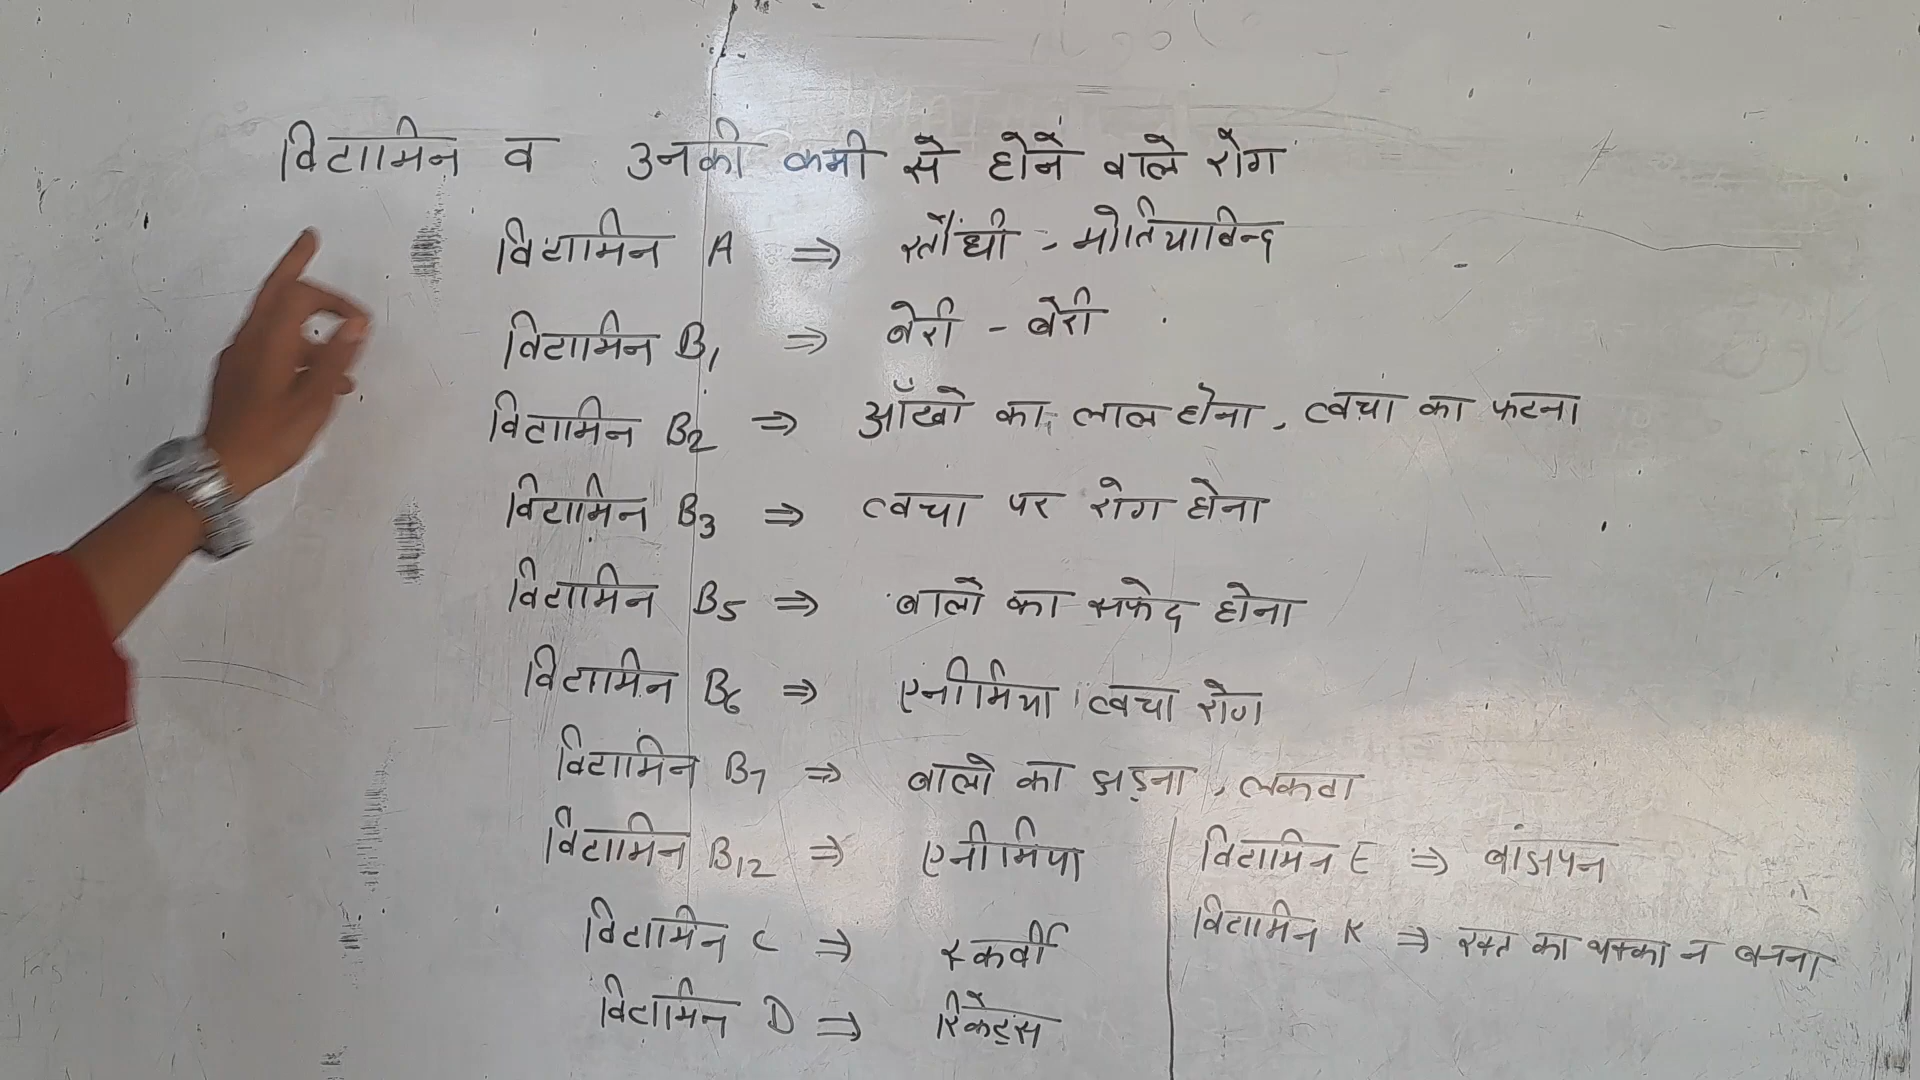 विटामिन व उनकी कमी से होने वाले रोग
विटामिन A ⇒ रतौंधी - मोतियाबिन्द
विटामिन B₁ ⇒ बेरी - बेरी
विटामिन B₂ ⇒ आँखो का लाल होना, त्वचा का फटना
विटामिन B₃ ⇒ त्वचा पर रोग होना
विटामिन B₅ ⇒ बालो का सफेद होना
विटामिन B₆ ⇒ एनीमिया, त्वचा रोग
विटामिन B₇ ⇒ बालो का झड़ना, लकवा
विटामिन B₁₂ ⇒ एनीमिया
विटामिन C ⇒ स्कर्वी
विटामिन D ⇒ रिकेट्स
विटामिन E ⇒ बांझपन
विटामिन K ⇒ रक्त का थक्का न बनना